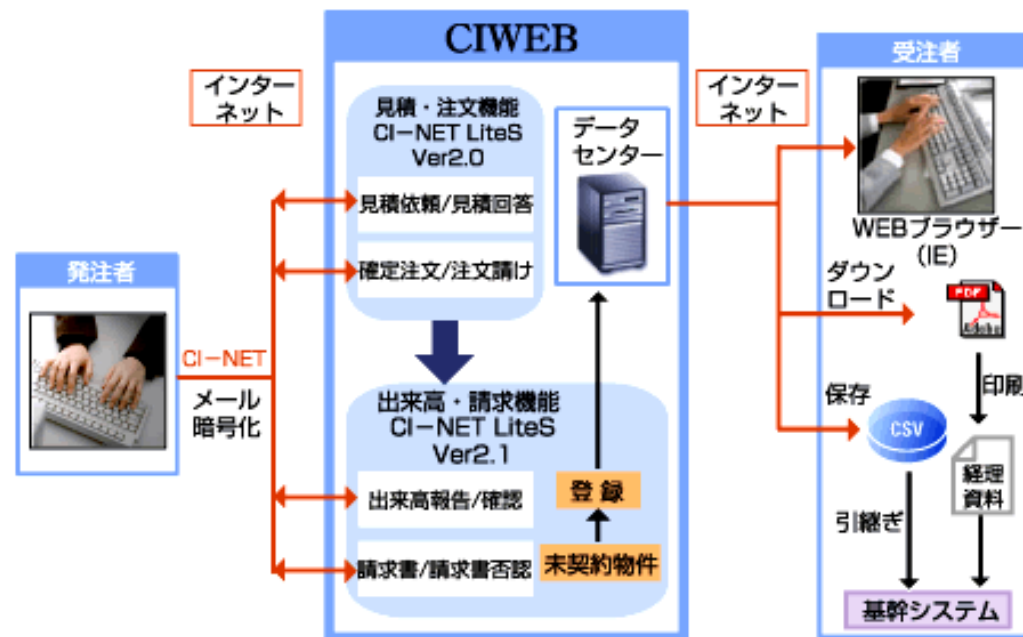 CIWEB
インター
ネット
見積・注文機能
CI-NET LiteS
Ver2.0
見積依頼/見積回答
確定注文/注文請け
データ
センター
発注者
CI-NET
メール
暗号化
出来高・請求機能
CI-NET LiteS
Ver2.1
出来高報告/確認
請求書/請求書否認
登録
未契約物件
インター
ネット
受注者
WEBブラウザー
(IE)
ダウン
ロード
PDF
Adobe
印刷
保存
CSV
経理
資料
引継ぎ
基幹システム